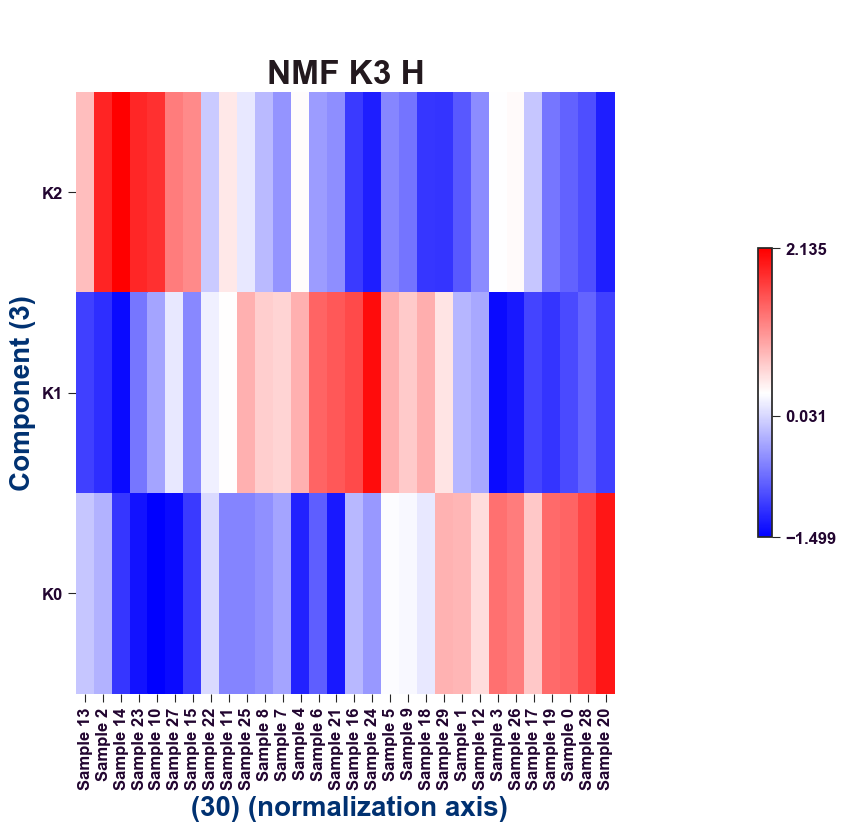 NMF K3 H
K2
K1
K0
Component (3)
2.135
0.031
−1.499
Sample 13
Sample 2
Sample 14
Sample 23
Sample 10
Sample 27
Sample 15
Sample 22
Sample 11
Sample 25
Sample 8
Sample 7
Sample 4
Sample 6
Sample 21
Sample 16
Sample 24
Sample 5
Sample 9
Sample 18
Sample 29
Sample 1
Sample 12
Sample 3
Sample 26
Sample 17
Sample 19
Sample 0
Sample 28
Sample 20
(30) (normalization axis)